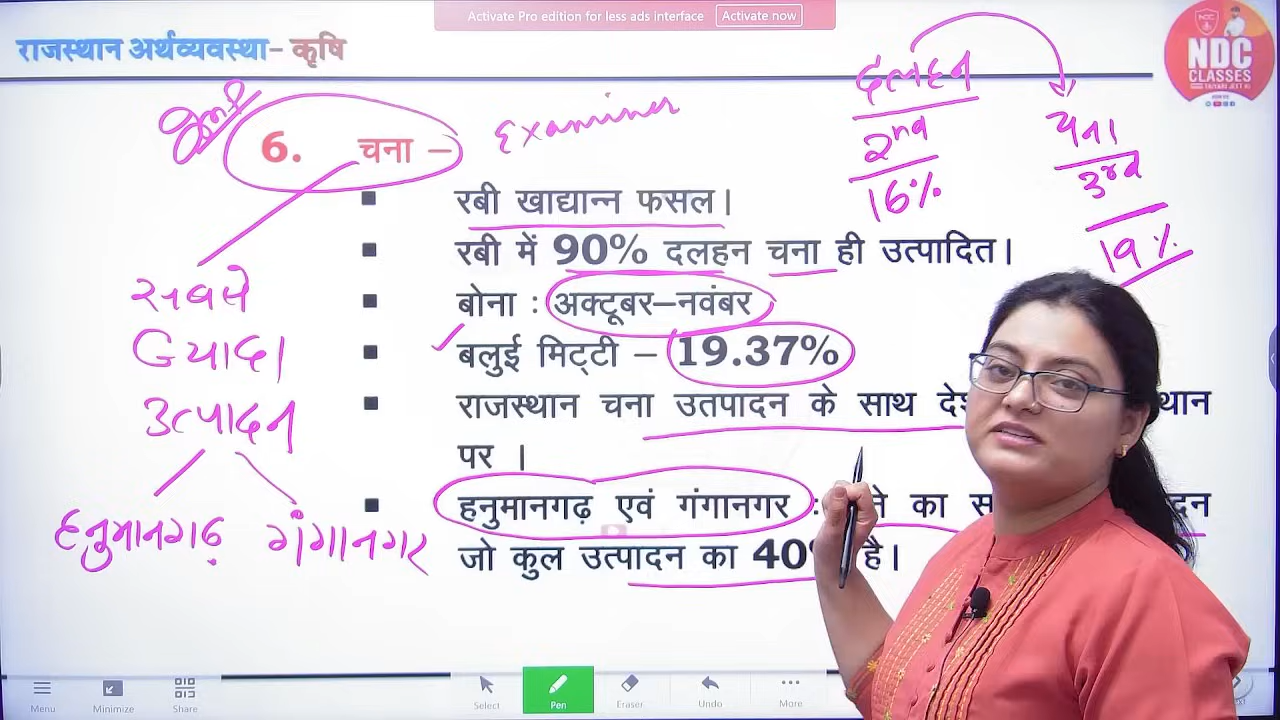 Activate Pro edition for less ads interface Activate now
राजस्थान अर्थव्यवस्था– कृषि
NDC
CLASSES
दलहन
2nd
16%
चना
3rd
19%
6. चना –
Examiner
रबी खाद्यान्न फसल।
रबी में 90% दलहन चना ही उत्पादित।
बोना : अक्टूबर–नवंबर
बलुई मिट्टी – 19.37%
राजस्थान चना उतपादन के साथ
पर ।
हनुमानगढ़ एवं गंगानगर : का
जो कुल उत्पादन का 40% है।
सबसे
ज्यादा
उत्पादन
हनुमानगढ़ गंगानगर
Menu Minimize Share Select Pen Eraser Undo More